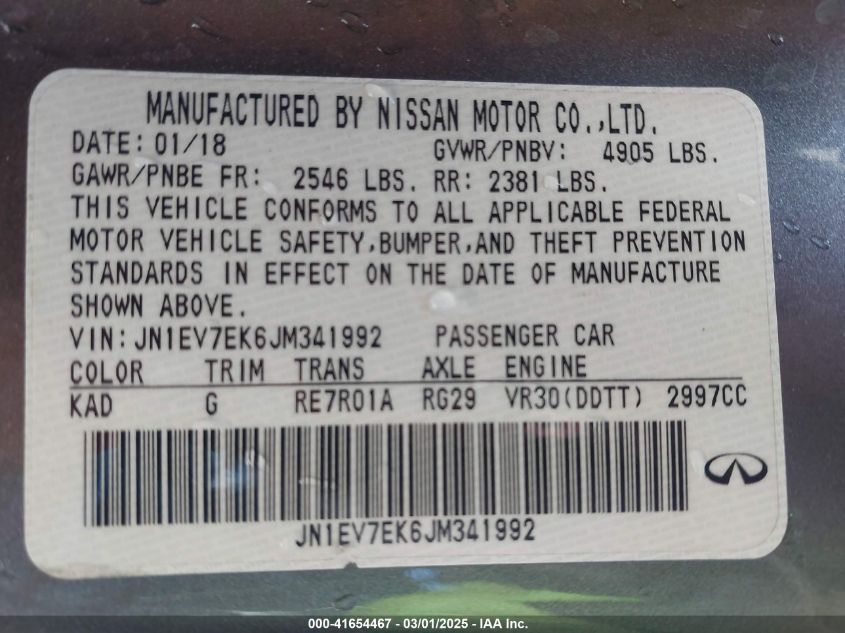 MANUFACTURED BY NISSAN MOTOR CO.,LTD.
DATE: 01/18 GVWR/PNBV: 4905 LBS.
GAWR/PNBE FR: 2546 LBS. RR: 2381 LBS.
THIS VEHICLE CONFORMS TO ALL APPLICABLE FEDERAL
MOTOR VEHICLE SAFETY,BUMPER,AND THEFT PREVENTION
STANDARDS IN EFFECT ON THE DATE OF MANUFACTURE
SHOWN ABOVE.
VIN:JN1EV7EK6JM341992 PASSENGER CAR
COLOR TRIM TRANS AXLE ENGINE
KAD G RE7R01A RG29 VR30(DDTT) 2997CC
JN1EV7EK6JM341992
000-41654467 - 03/01/2025 - IAA Inc.